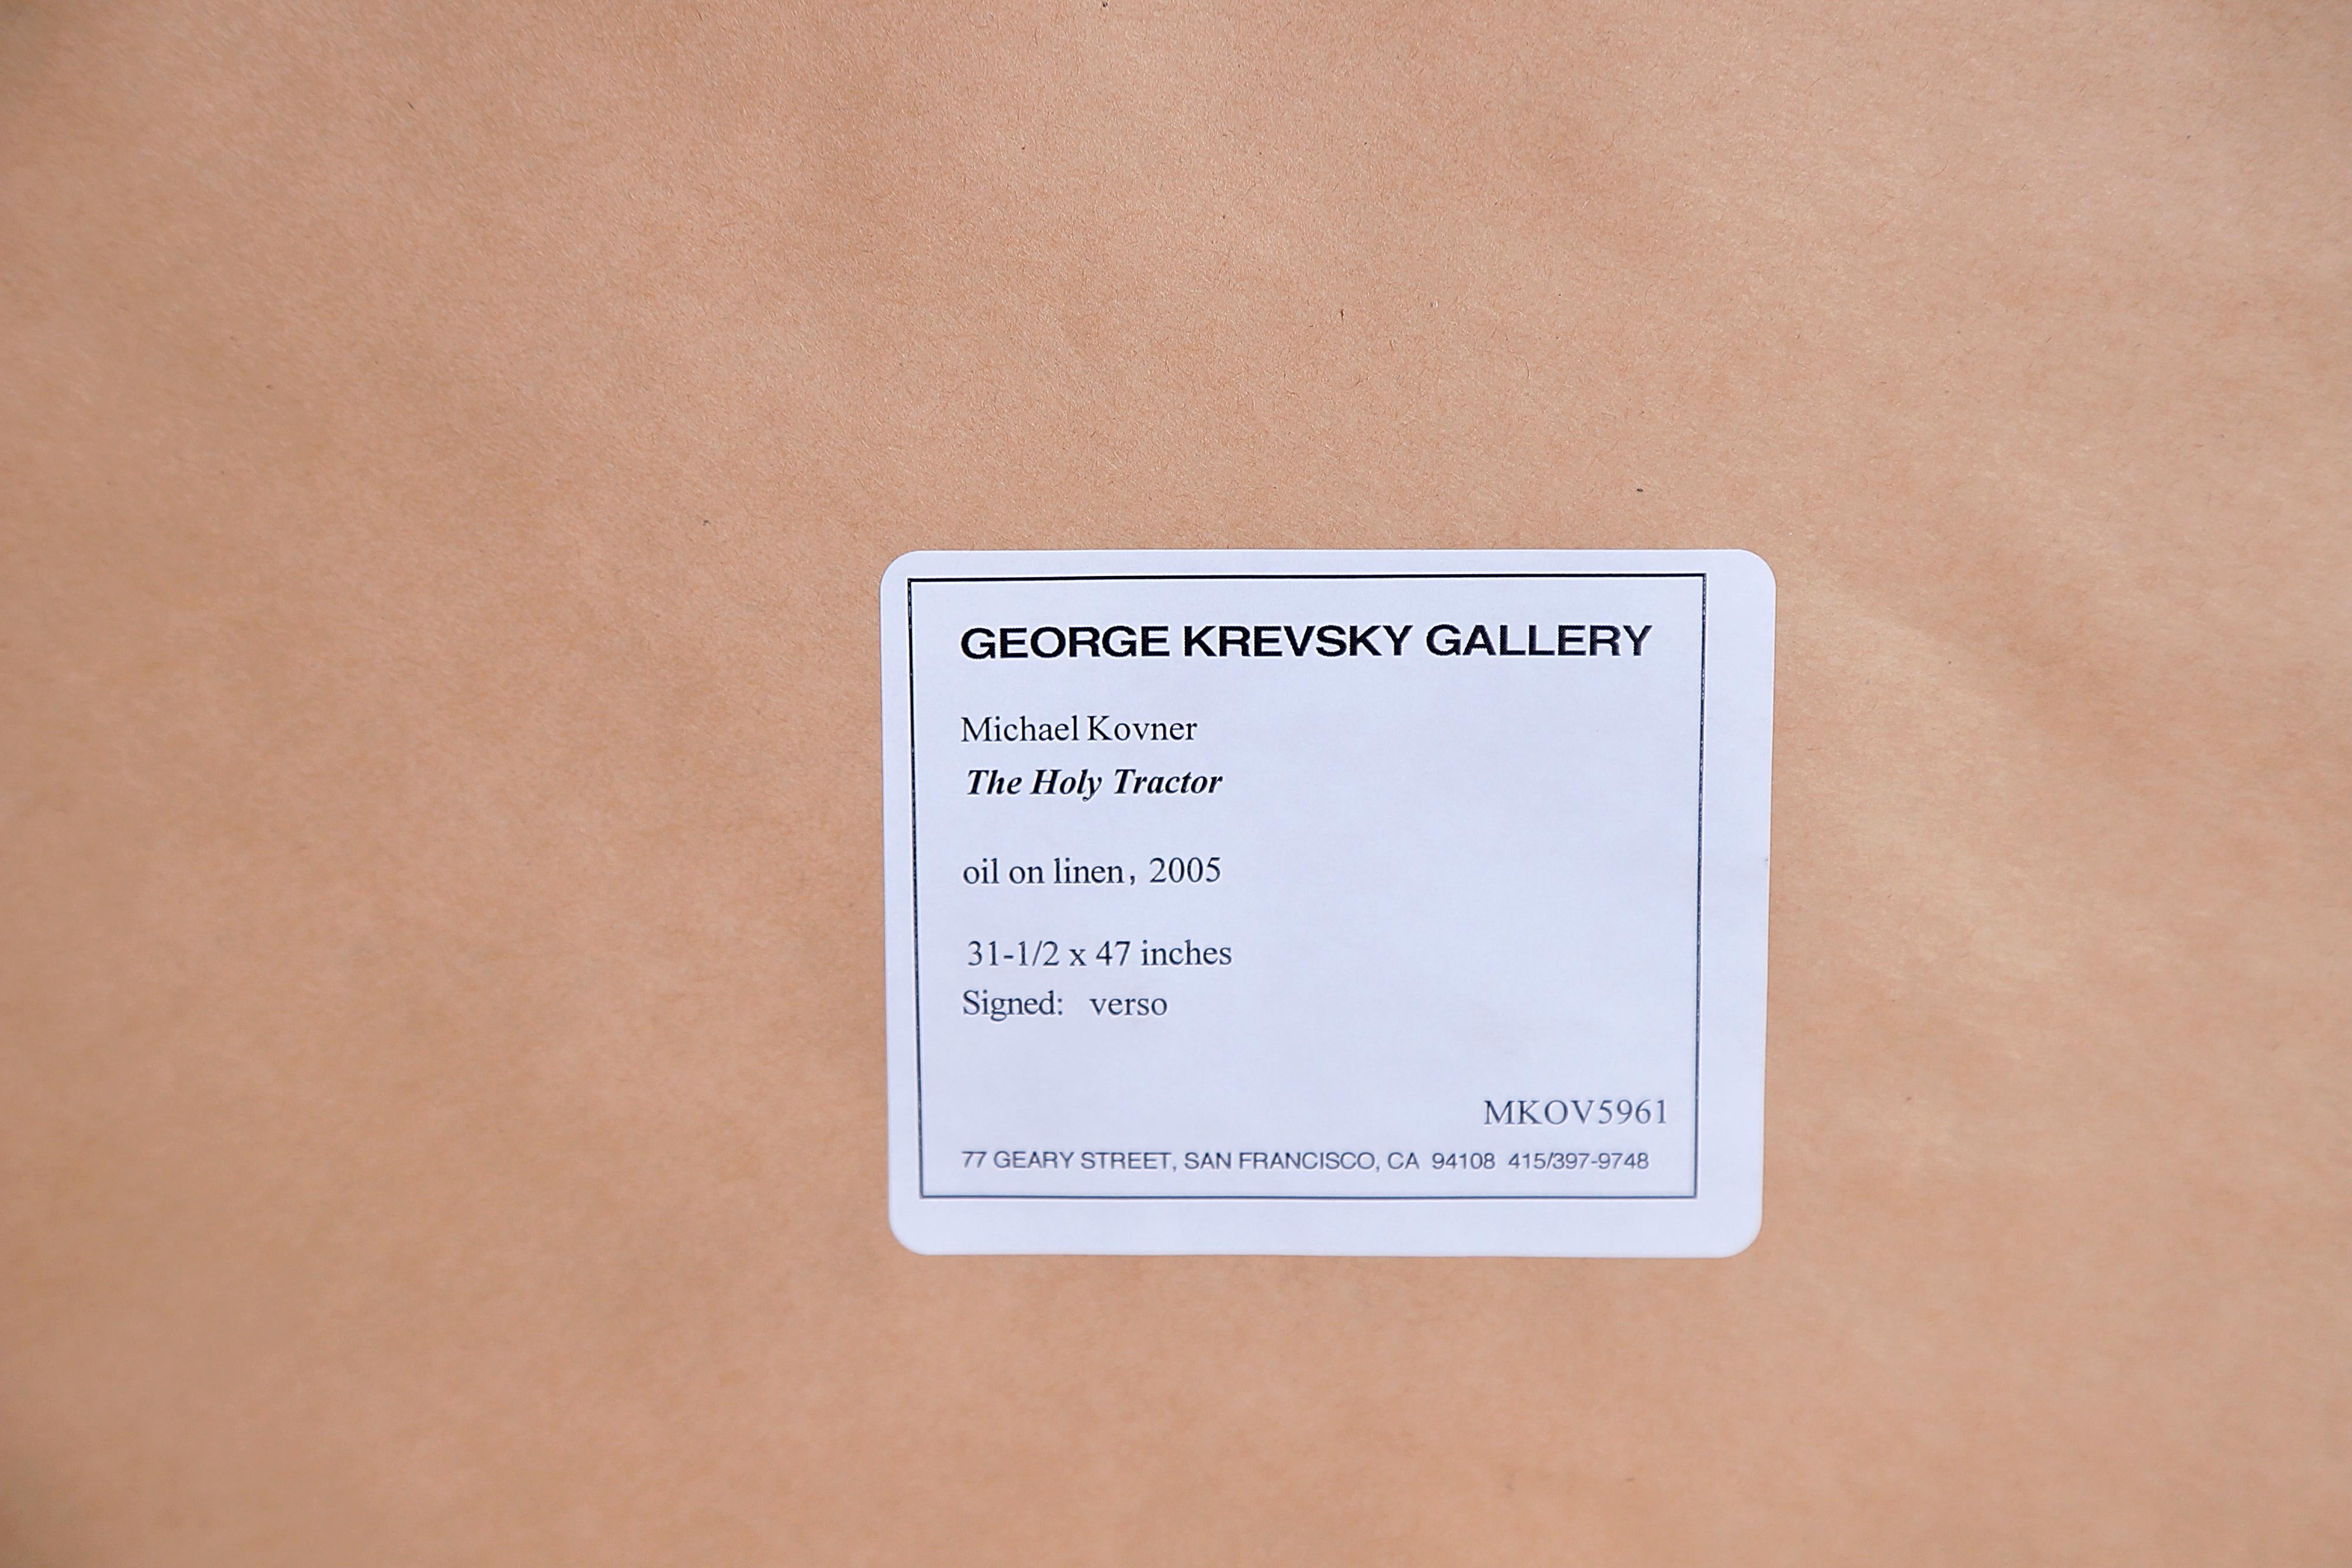 GEORGE KREVSKY GALLERY
Michael Kovner
The Holy Tractor
oil on linen, 2005
31-1/2 x 47 inches
Signed: verso
MKOV5961
77 GEARY STREET, SAN FRANCISCO, CA 94108 415/397-9748